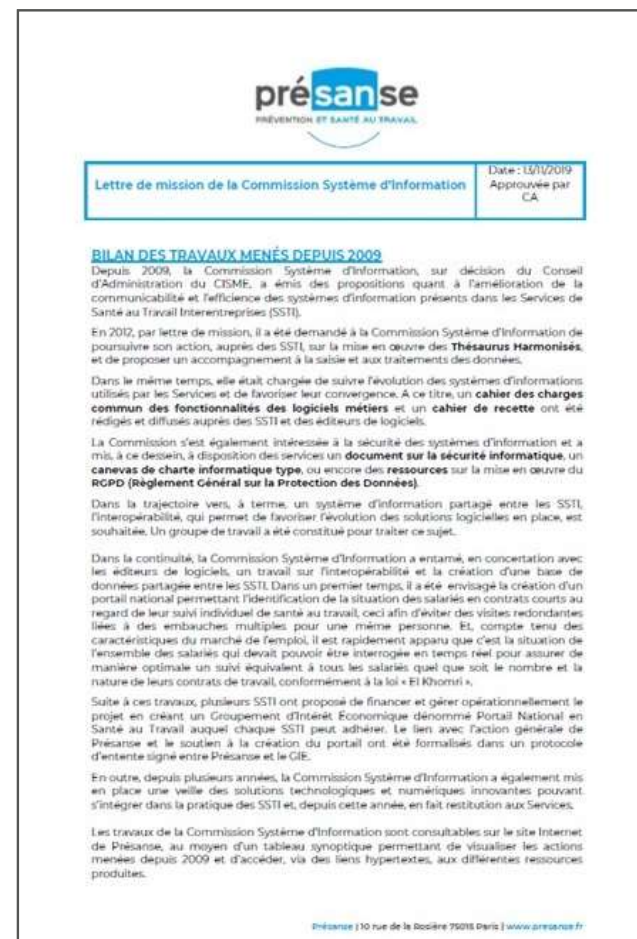 présanse
PRÉVENTION ET SANTÉ AU TRAVAIL
Lettre de mission de la Commission Système d'Information
Date : 13/11/2019
Approuvée par
CA
BILAN DES TRAVAUX MENÉS DEPUIS 2009
Depuis 2009, la Commission Système d'Information, sur décision du Conseil
d'Administration du CISME, a émis des propositions quant à l'amélioration de la
communicabilité et l'efficience des systèmes d'information présents dans les Services de
Santé au Travail Interentreprises (SSTI).
En 2012, par lettre de mission, il a été demandé à la Commission Système d'Information de
poursuivre son action, auprès des SSTI, sur la mise en œuvre des Thésaurus Harmonisés,
et de proposer un accompagnement à la saisie et aux traitements des données.
Dans le même temps, elle était chargée de suivre l'évolution des systèmes d'informations
utilisés par les Services et de favoriser leur convergence. A ce titre, un cahier des charges
commun des fonctionnalités des logiciels métiers et un cahier de recette ont été
rédigés et diffusés auprès des SSTI et des éditeurs de logiciels.
La Commission s'est également intéressée à la sécurité des systèmes d'information et a
mis, à ce dessein, à disposition des services un document sur la sécurité informatique, un
canevas de charte informatique type, ou encore des ressources sur la mise en œuvre du
RGPD (Règlement Général sur la Protection des Données).
Dans la trajectoire vers, à terme, un système d'information partagé entre les SSTI,
l'interopérabilité, qui permet de favoriser l'évolution des solutions logicielles en place, est
souhaitée. Un groupe de travail a été constitué pour traiter ce sujet.
Dans la continuité, la Commission Système d'Information a entamé, en concertation avec
les éditeurs de logiciels, un travail sur l'interopérabilité et la création d'une base de
données partagée entre les SSTI. Dans un premier temps, il a été envisagé la création d'un
portail national permettant l'identification de la situation des salariés en contrats courts au
regard de leur suivi individuel de santé au travail, ceci afin d'éviter des visites redondantes
liées à des embauches multiples pour une même personne. Et, compte tenu des
caractéristiques du marché de l'emploi, il est rapidement apparu que c'est la situation de
l'ensemble des salariés qui devait pouvoir être interrogée en temps réel pour assurer de
manière optimale un suivi équivalent à tous les salariés quel que soit le nombre et la
nature de leurs contrats de travail, conformément à la loi « El Khomri ».
Suite à ces travaux, plusieurs SSTI ont proposé de financer et gérer opérationnellement le
projet en créant un Groupement d'Intérêt Économique dénommé Portail National en
Santé au Travail auquel chaque SSTI peut adhérer. Le lien avec l'action générale de
Présanse et le soutien à la création du portail ont été formalisés dans un protocole
d'entente signé entre Présanse et le GIE.
En outre, depuis plusieurs années, la Commission Système d'Information a également mis
en place une veille des solutions technologiques et numériques innovantes pouvant
s'intégrer dans la pratique des SSTI et, depuis cette année, en fait restitution aux Services.
Les travaux de la Commission Système d'Information sont consultables sur le site Internet
de Présanse, au moyen d'un tableau synoptique permettant de visualiser les actions
menées depuis 2009 et d'accéder, via des liens hypertextes, aux différentes ressources
produites.
Présanse | 10 rue de la Rosière 75015 Paris | www.presanse.fr